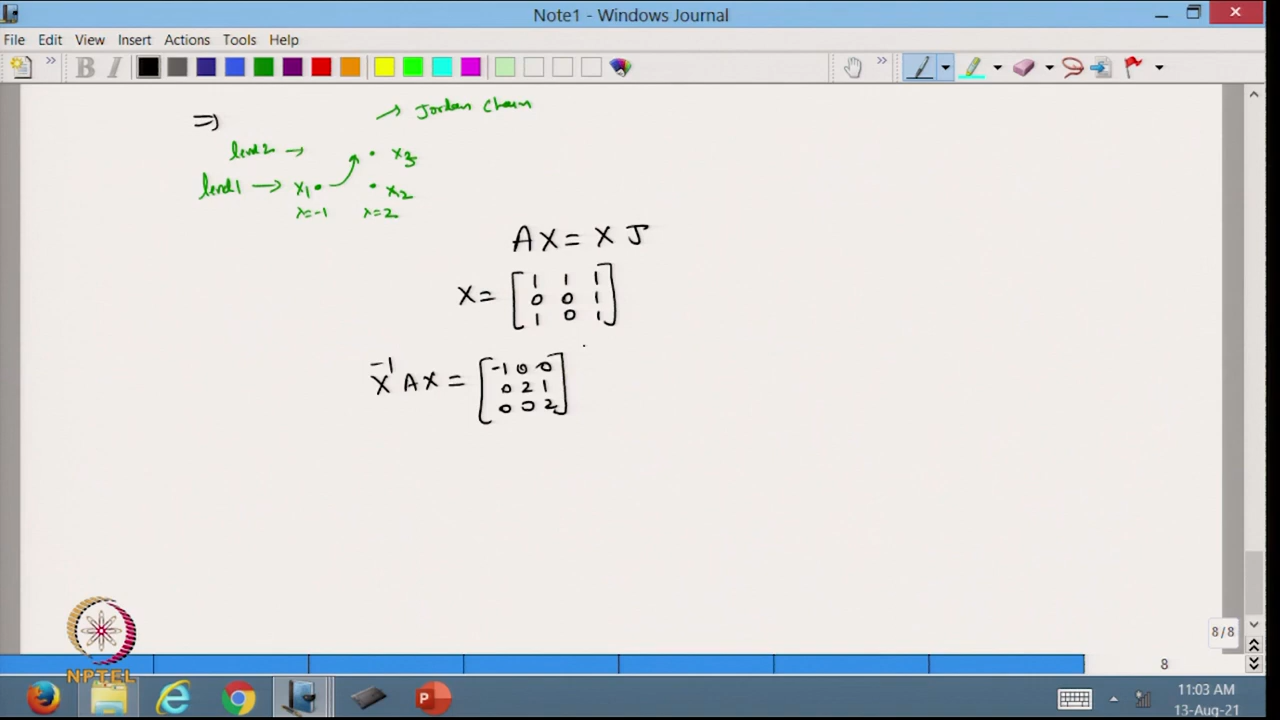 Note1 - Windows Journal
File Edit View Insert Actions Tools Help
B I
→ Jordan Chain
⇒
level 2 → • x3
level 1 → x1 • • x2
λ=-1 λ=2
AX = XJ
X = [1 1 1
0 0 1
1 0 1]
X⁻¹AX = [-1 0 0
0 2 1
0 0 2]
8/8
NPTEL
8
11:03 AM
13-Aug-21